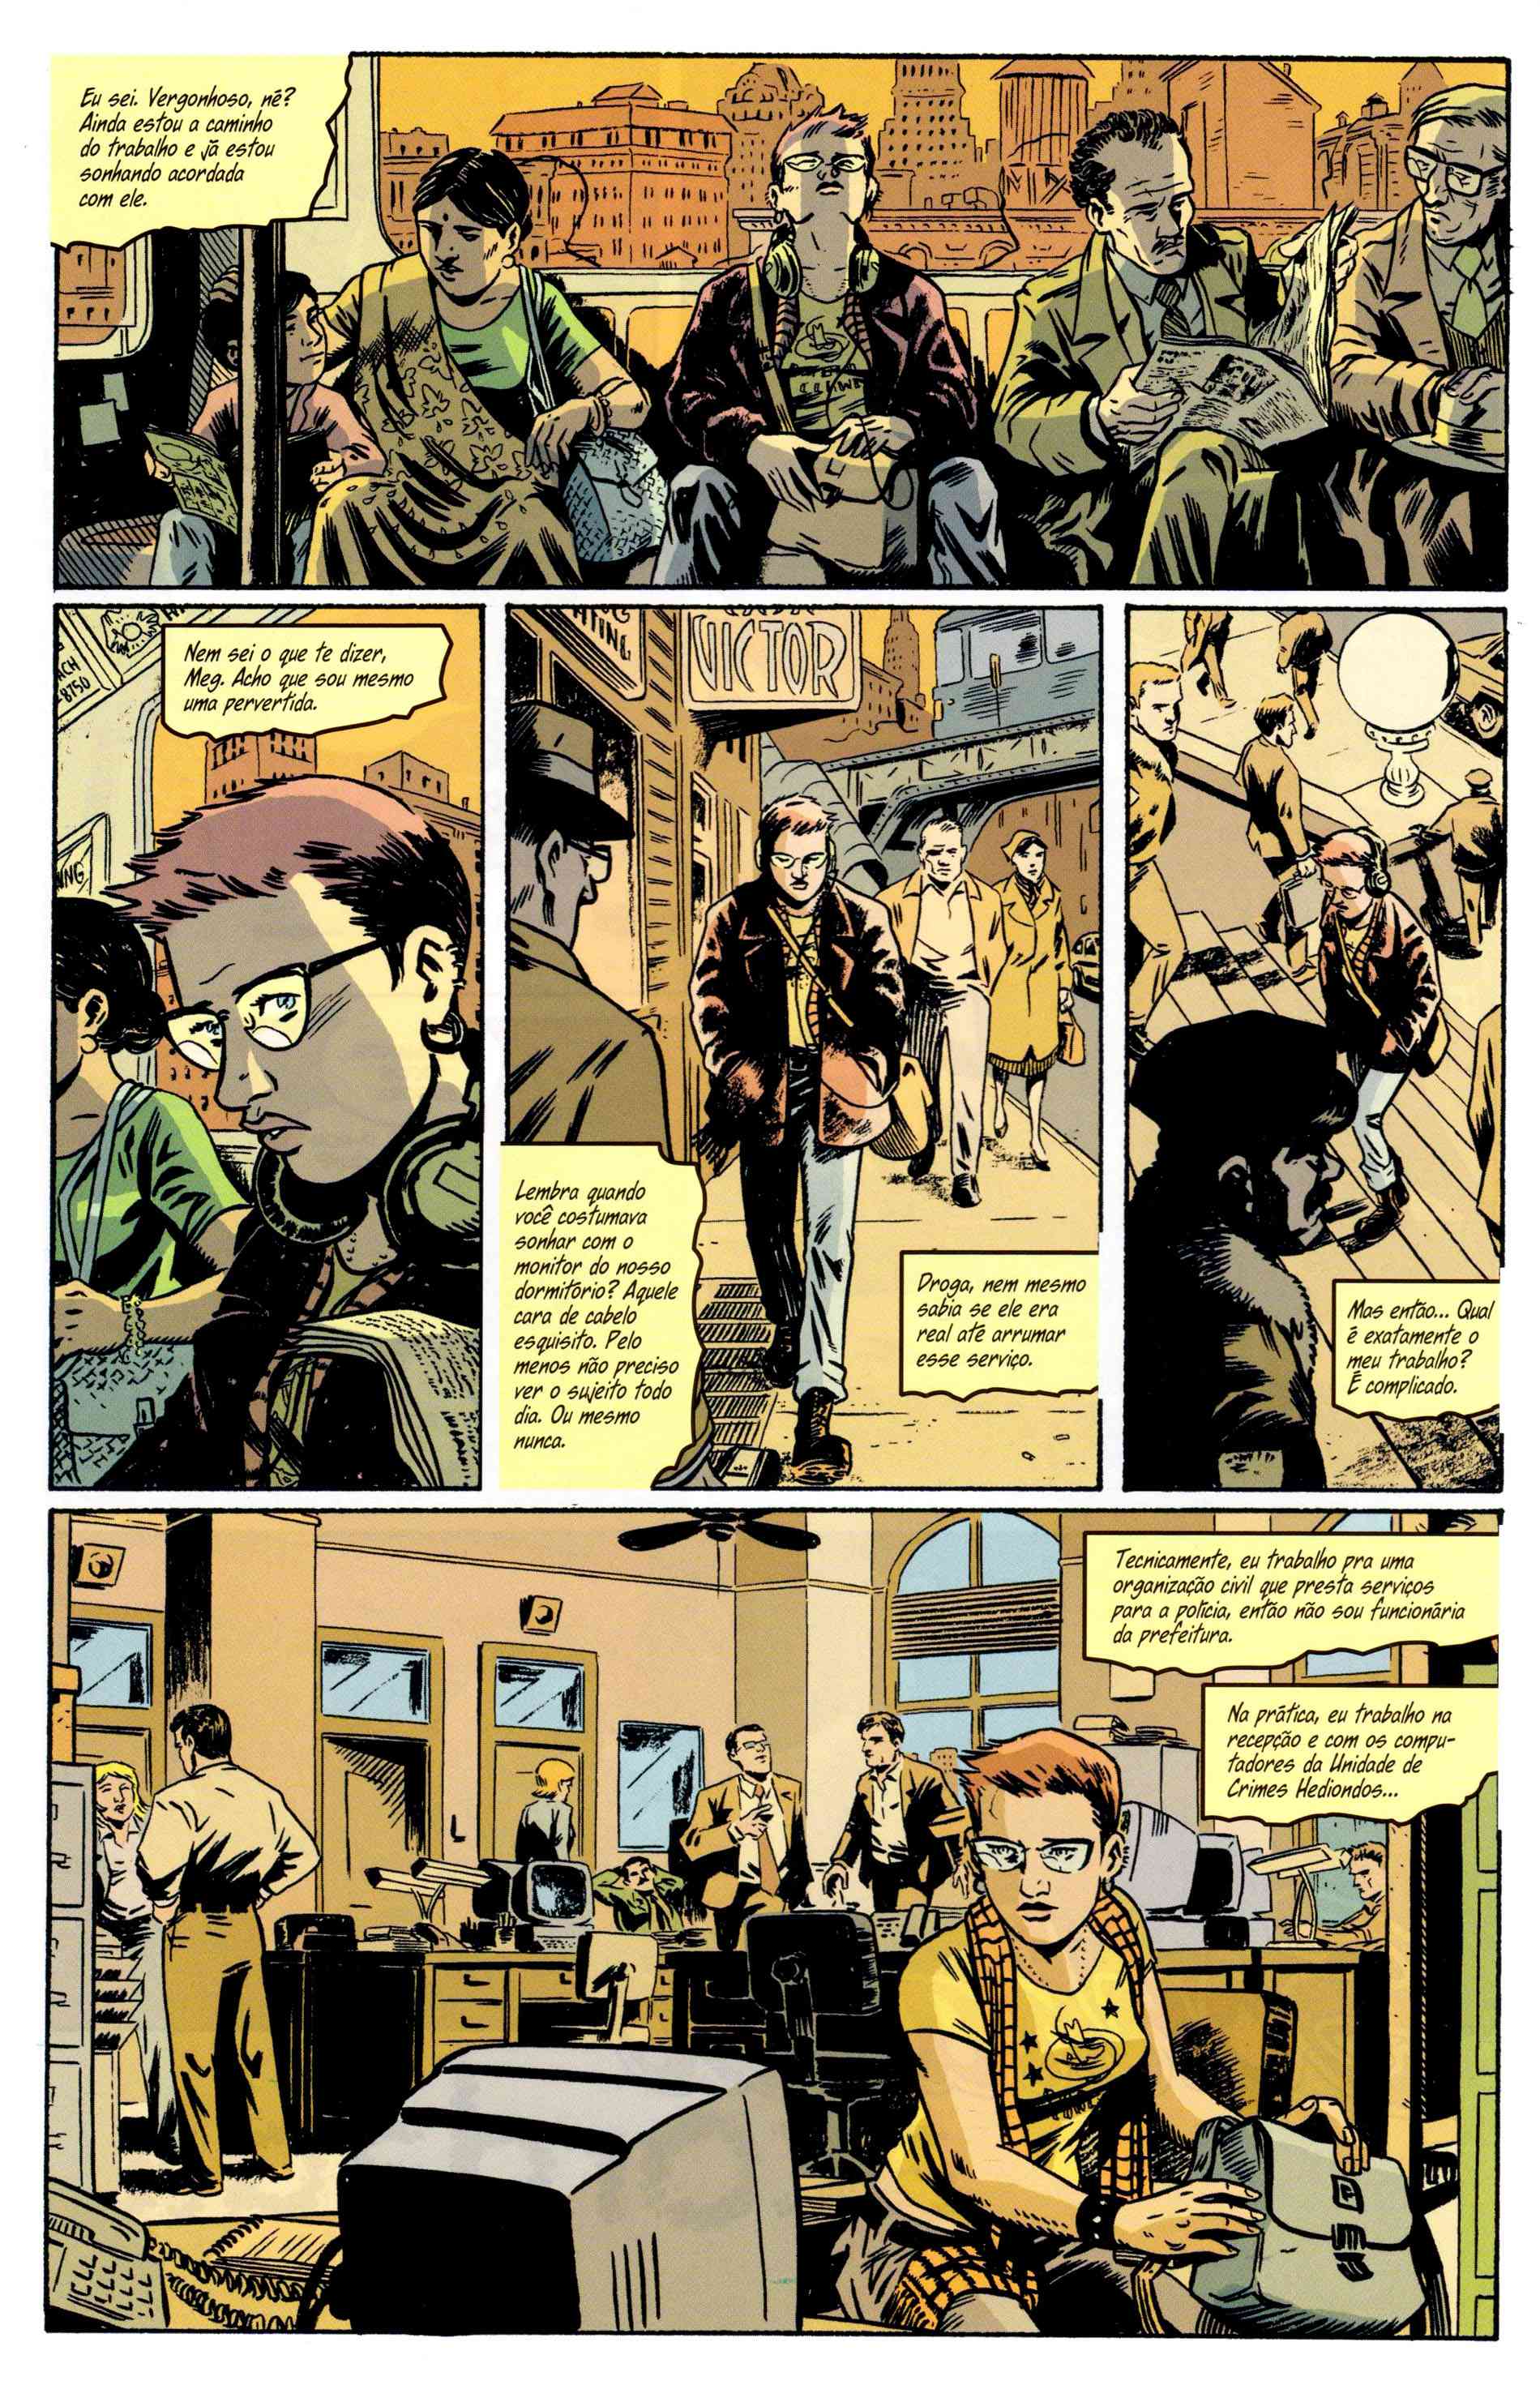 Eu sei. Vergonhoso, né?
Ainda estou a caminho
do trabalho e já estou
sonhando acordada
com ele.
ACH
-8750
Nem sei o que te dizer,
Meg. Acho que sou mesmo
uma pervertida.
VICTOR
Lembra quando
você costumava
sonhar com o
monitor do nosso
dormitório? Aquele
cara de cabelo
esquisito. Pelo
menos não preciso
ver o sujeito todo
dia. Ou mesmo
nunca.
Droga, nem mesmo
sabia se ele era
real até arrumar
esse serviço.
Mas então... Qual
é exatamente o
meu trabalho?
É complicado.
Tecnicamente, eu trabalho pra uma
organização civil que presta serviços
para a polícia, então não sou funcionária
da prefeitura.
Na prática, eu trabalho na
recepção e com os compu-
tadores da Unidade de
Crimes Hediondos...